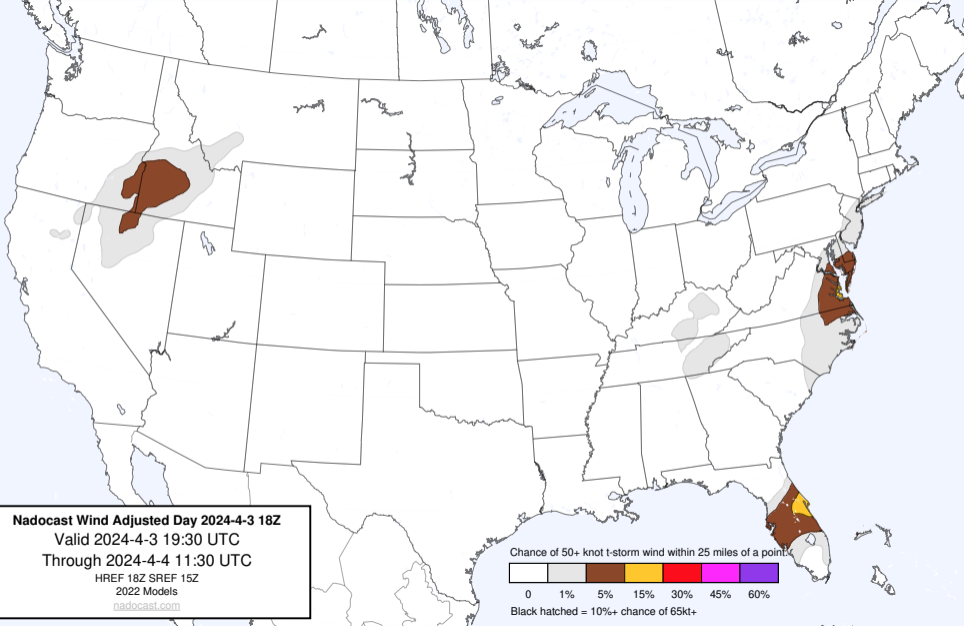 Nadocast Wind Adjusted Day 2024-4-3 18Z
Valid 2024-4-3 19:30 UTC
Through 2024-4-4 11:30 UTC
HREF 18Z SREF 15Z
2022 Models
nadocast.com
Chance of 50+ knot t-storm wind within 25 miles of a point.
0 1% 5% 15% 30% 45% 60%
Black hatched = 10%+ chance of 65kt+